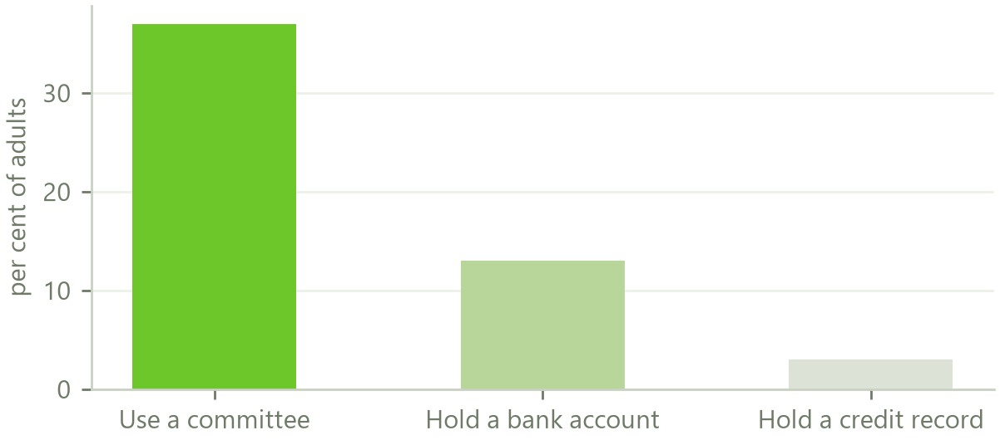 per cent of adults
30
20
10
0
Use a committee
Hold a bank account
Hold a credit record